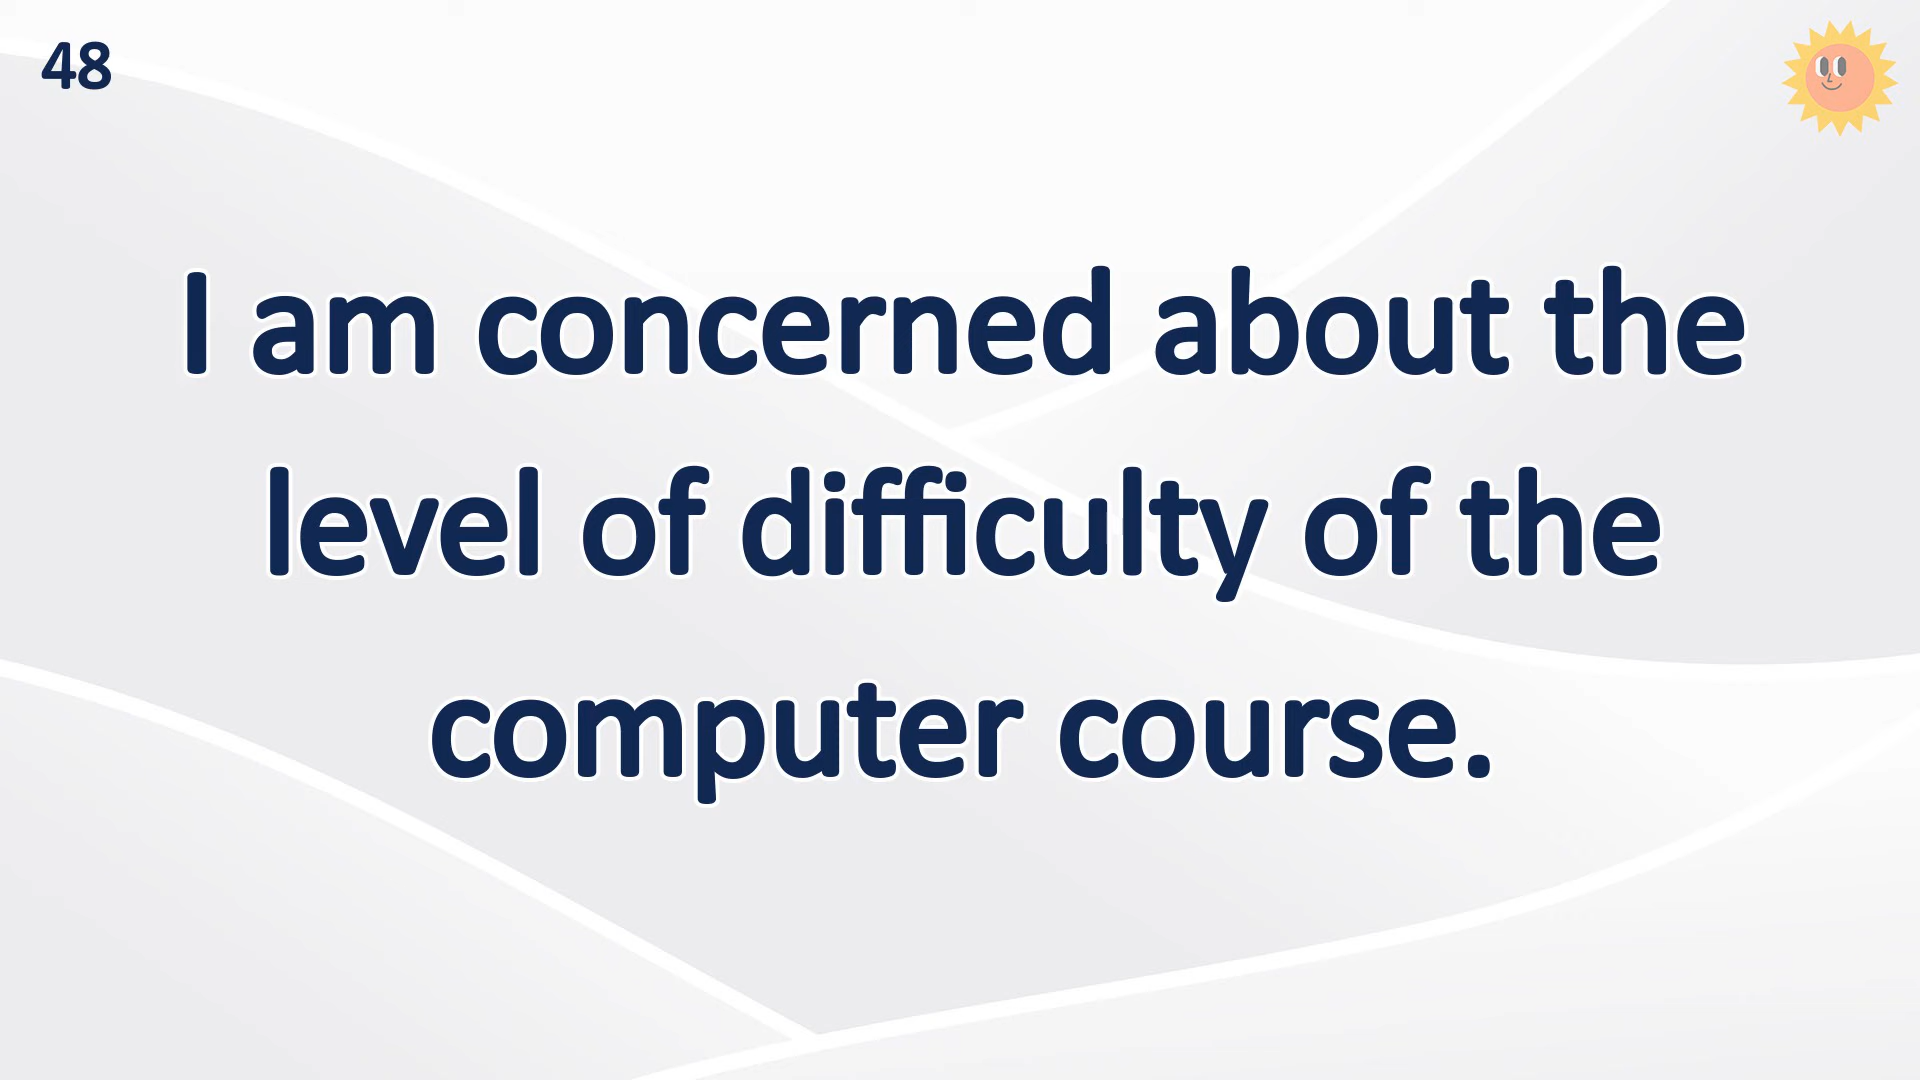 48
I am concerned about the
level of difficulty of the
computer course.